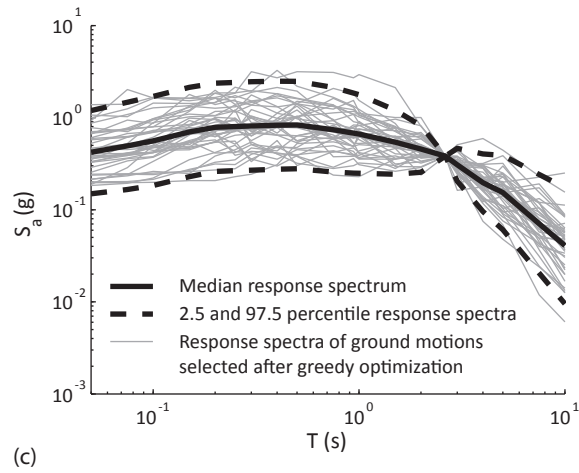 10^1
10^0
10^-1
10^-2
10^-3
S_a (g)
Median response spectrum
2.5 and 97.5 percentile response spectra
Response spectra of ground motions
selected after greedy optimization
10^-1
10^0
10^1
T (s)
(c)